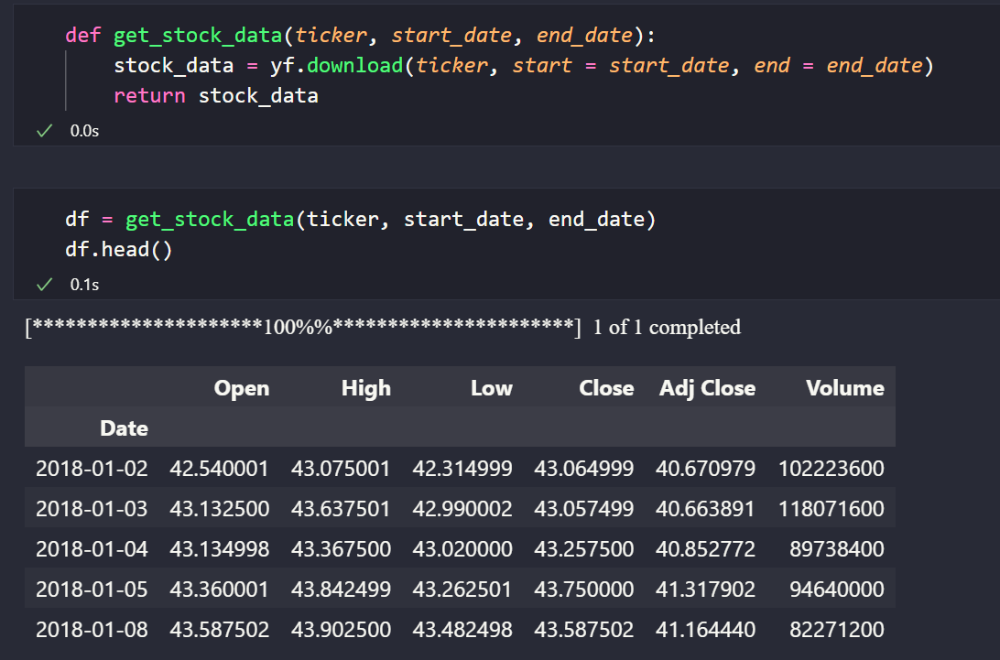 def get_stock_data(ticker, start_date, end_date):
stock_data = yf.download(ticker, start = start_date, end = end_date)
return stock_data
0.0s
df = get_stock_data(ticker, start_date, end_date)
df.head()
0.1s
[*********************100%%**********************] 1 of 1 completed
Open High Low Close Adj Close Volume
Date
2018-01-02 42.540001 43.075001 42.314999 43.064999 40.670979 102223600
2018-01-03 43.132500 43.637501 42.990002 43.057499 40.663891 118071600
2018-01-04 43.134998 43.367500 43.020000 43.257500 40.852772 89738400
2018-01-05 43.360001 43.842499 43.262501 43.750000 41.317902 94640000
2018-01-08 43.587502 43.902500 43.482498 43.587502 41.164440 82271200